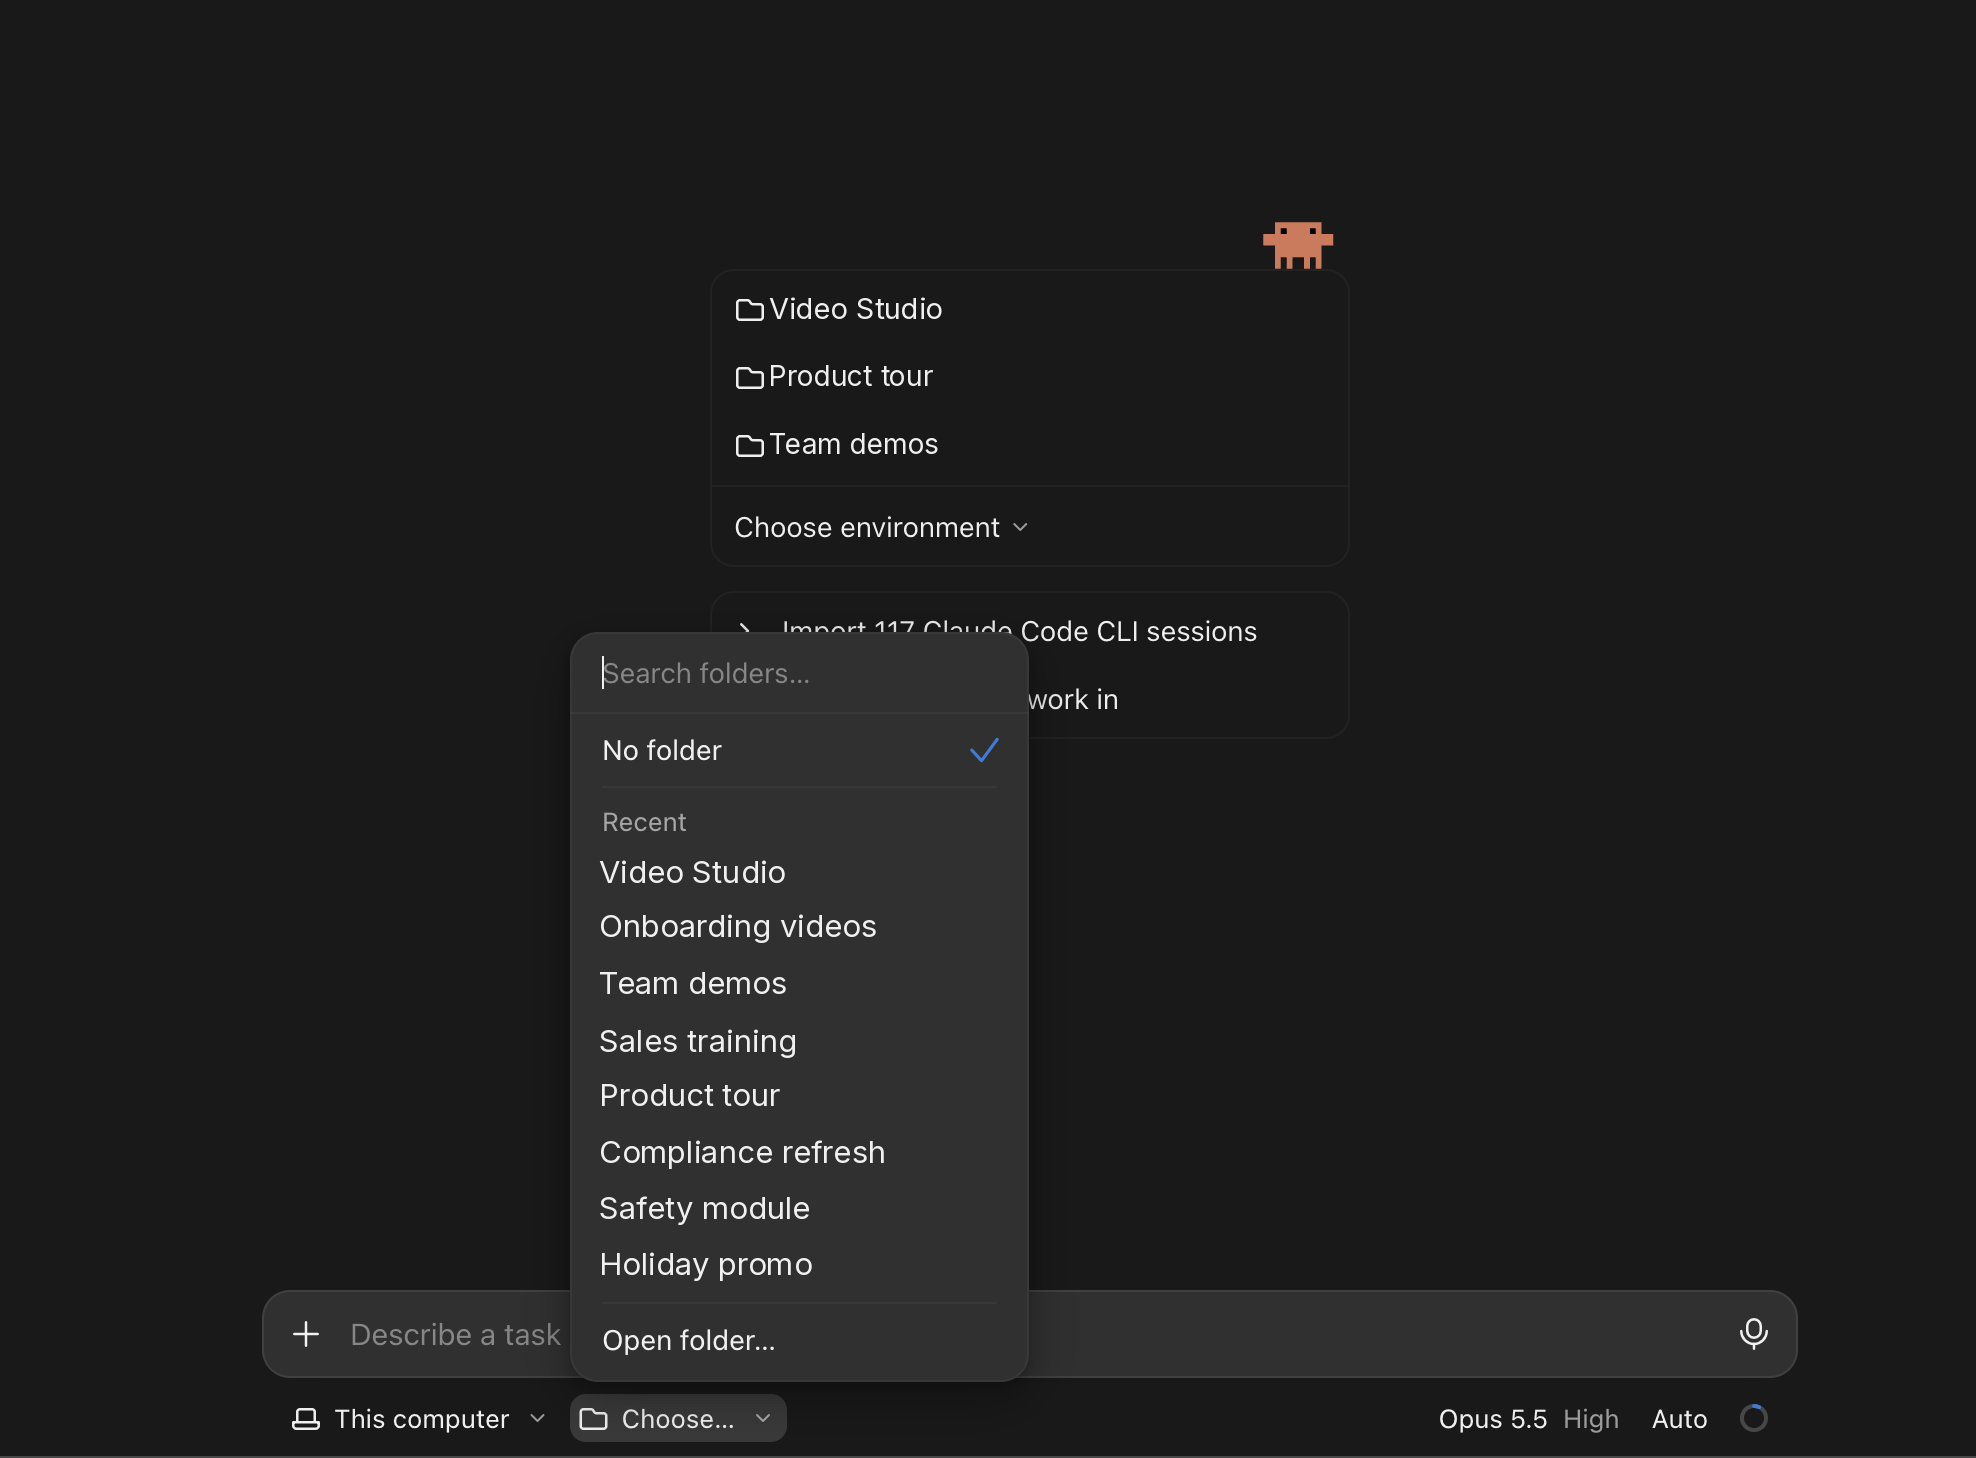 Video Studio
Product tour
Team demos
Choose environment
Import 117 Claude Code CLI sessions
work in
Search folders...
No folder
Recent
Video Studio
Onboarding videos
Team demos
Sales training
Product tour
Compliance refresh
Safety module
Holiday promo
Open folder...
Describe a task
This computer
Choose...
Opus 5.5 High Auto